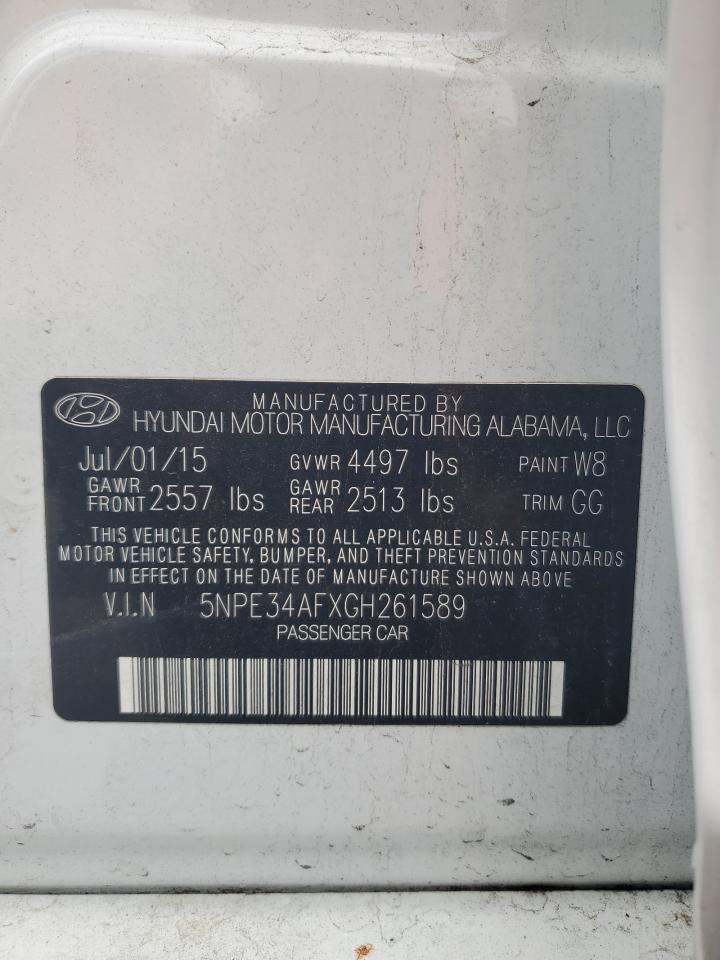 MANUFACTURED BY
HYUNDAI MOTOR MANUFACTURING ALABAMA, LLC
Jul/01/15 GVWR 4497 lbs PAINT W8
GAWR FRONT 2557 lbs GAWR REAR 2513 lbs TRIM GG
THIS VEHICLE CONFORMS TO ALL APPLICABLE U.S.A. FEDERAL
MOTOR VEHICLE SAFETY, BUMPER, AND THEFT PREVENTION STANDARDS
IN EFFECT ON THE DATE OF MANUFACTURE SHOWN ABOVE
V.I.N 5NPE34AFXGH261589
PASSENGER CAR